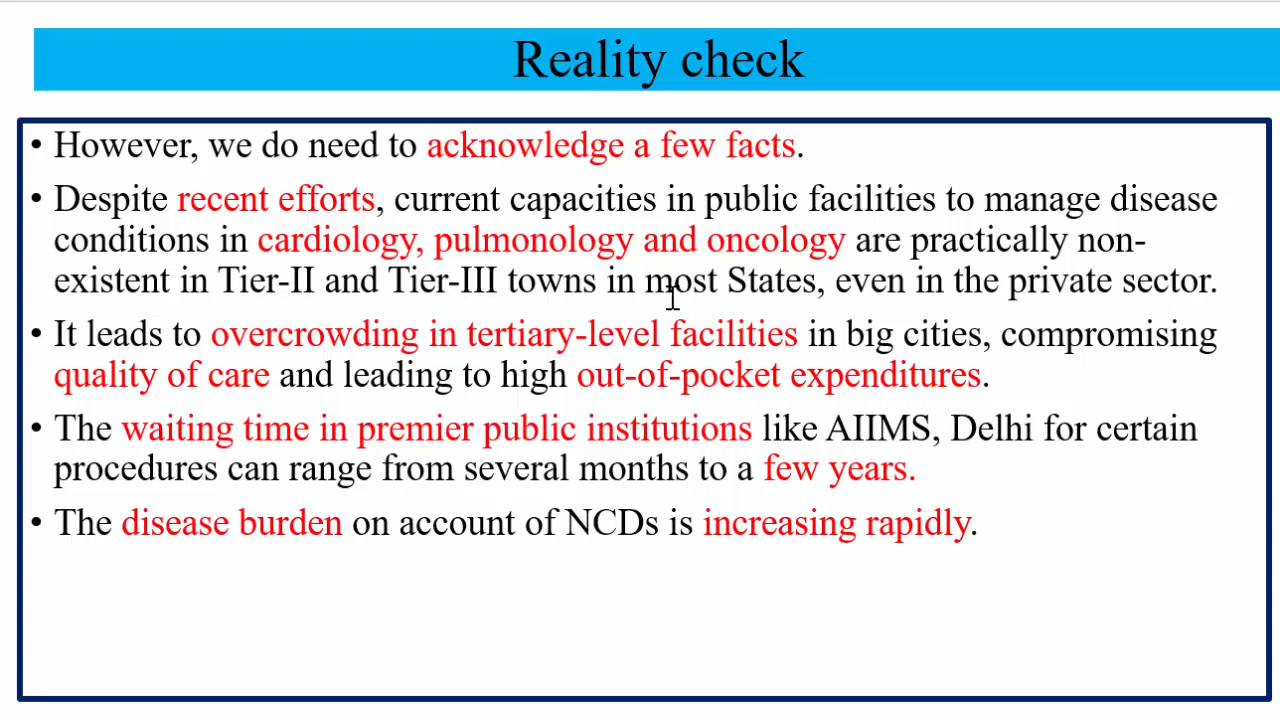 Reality check
• However, we do need to acknowledge a few facts.
• Despite recent efforts, current capacities in public facilities to manage disease
conditions in cardiology, pulmonology and oncology are practically non-
existent in Tier-II and Tier-III towns in most States, even in the private sector.
• It leads to overcrowding in tertiary-level facilities in big cities, compromising
quality of care and leading to high out-of-pocket expenditures.
• The waiting time in premier public institutions like AIIMS, Delhi for certain
procedures can range from several months to a few years.
• The disease burden on account of NCDs is increasing rapidly.